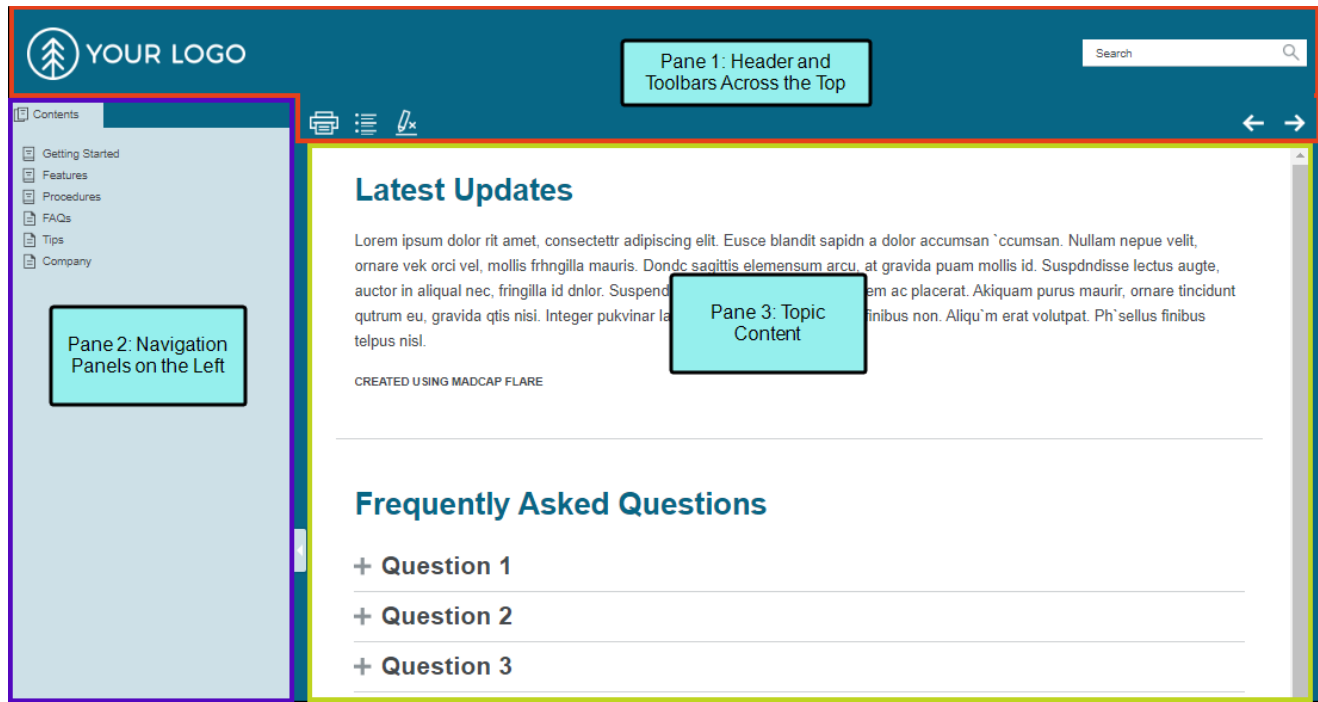 YOUR LOGO
Pane 1: Header and
Toolbars Across the Top
Search
Contents
Getting Started
Features
Procedures
FAQs
Tips
Company
Pane 2: Navigation
Panels on the Left
Latest Updates
Lorem ipsum dolor rit amet, consectettr adipiscing elit. Eusce blandit sapidn a dolor accumsan `ccumsan. Nullam nepue velit,
ornare vek orci vel, mollis frhngilla mauris. Dondc sagittis elemensum arcu, at gravida puam mollis id. Suspdndisse lectus augte,
auctor in aliqual nec, fringilla id dnlor. Suspend em ac placerat. Akiquam purus maurir, ornare tincidunt
qutrum eu, gravida qtis nisi. Integer pukvinar la finibus non. Aliqu`m erat volutpat. Ph`sellus finibus
telpus nisl.
Pane 3: Topic
Content
CREATED USING MADCAP FLARE
Frequently Asked Questions
Question 1
Question 2
Question 3